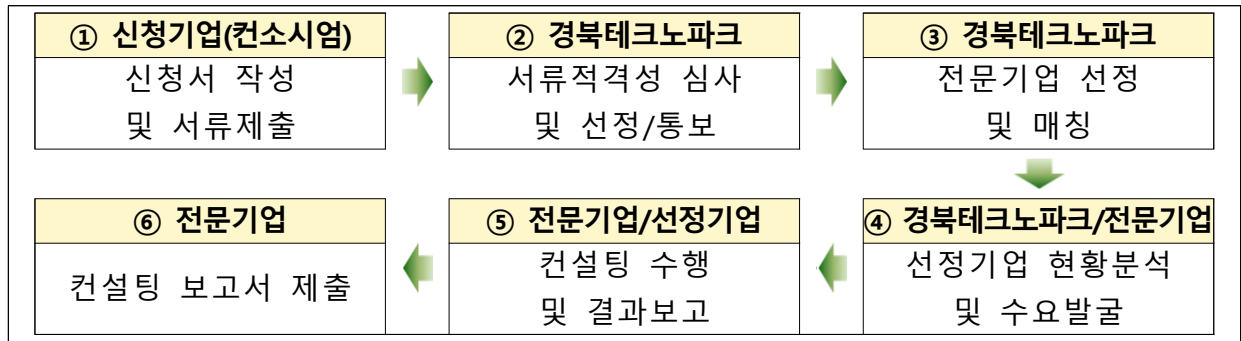 ① 신청기업(컨소시엄)
신청서 작성
및 서류제출
② 경북테크노파크
서류적격성 심사
및 선정/통보
③ 경북테크노파크
전문기업 선정
및 매칭
④ 경북테크노파크/전문기업
선정기업 현황분석
및 수요발굴
⑤ 전문기업/선정기업
컨설팅 수행
및 결과보고
⑥ 전문기업
컨설팅 보고서 제출